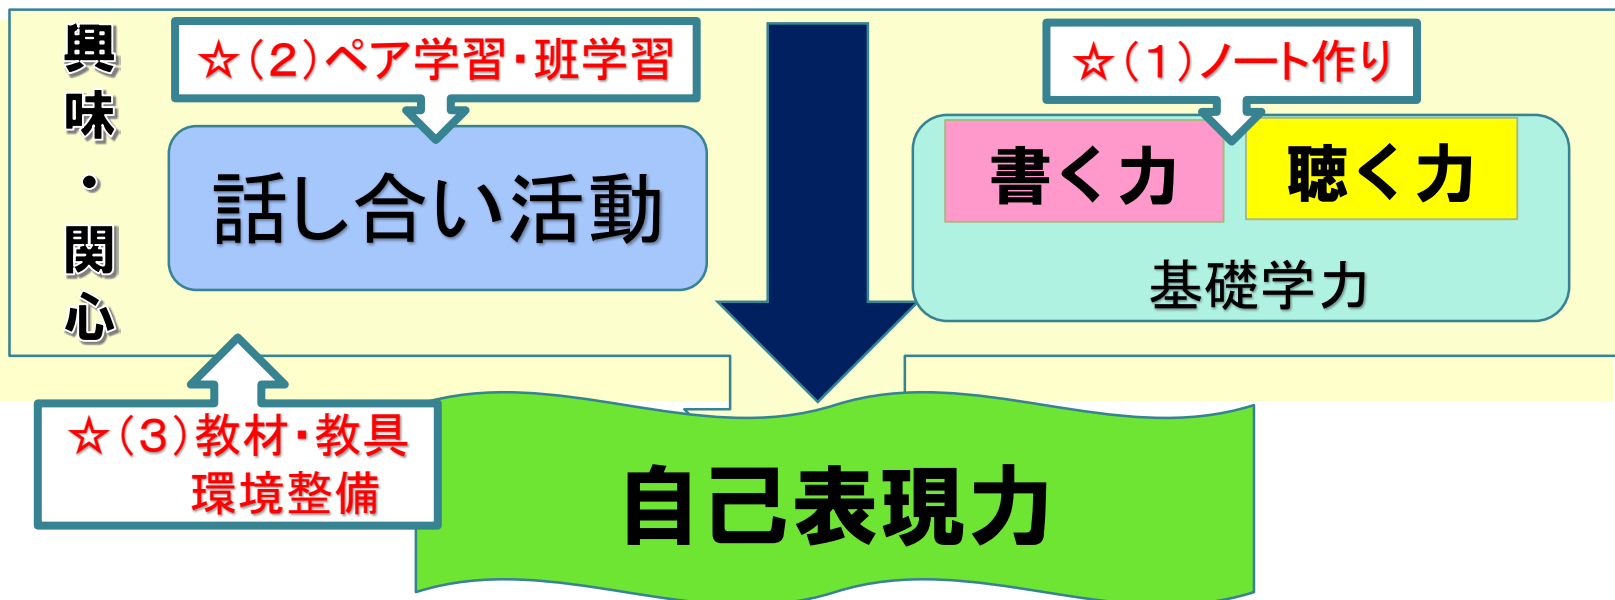 興味・関心
☆(2)ペア学習・班学習
話し合い活動
☆(1)ノート作り
書く力
聴く力
基礎学力
☆(3)教材・教具
環境整備
自己表現力